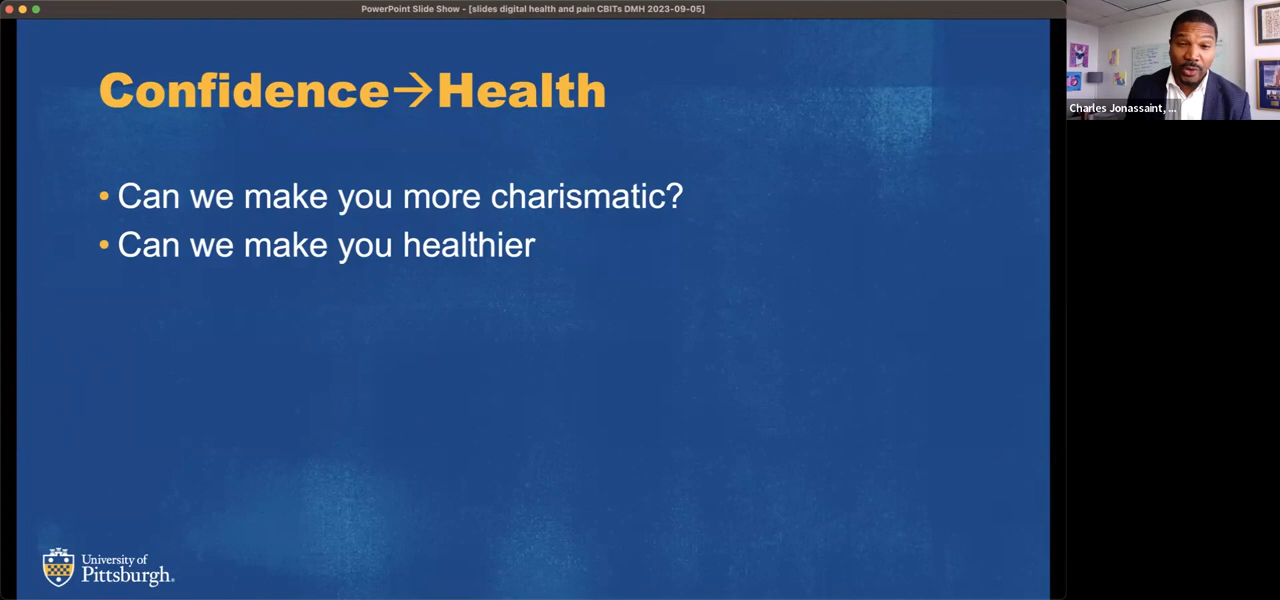 PowerPoint Slide Show - [slides digital health and pain CBITs DMH 2023-09-05]
Confidence→Health
• Can we make you more charismatic?
• Can we make you healthier
Charles Jonassaint, ...
University of
Pittsburgh.